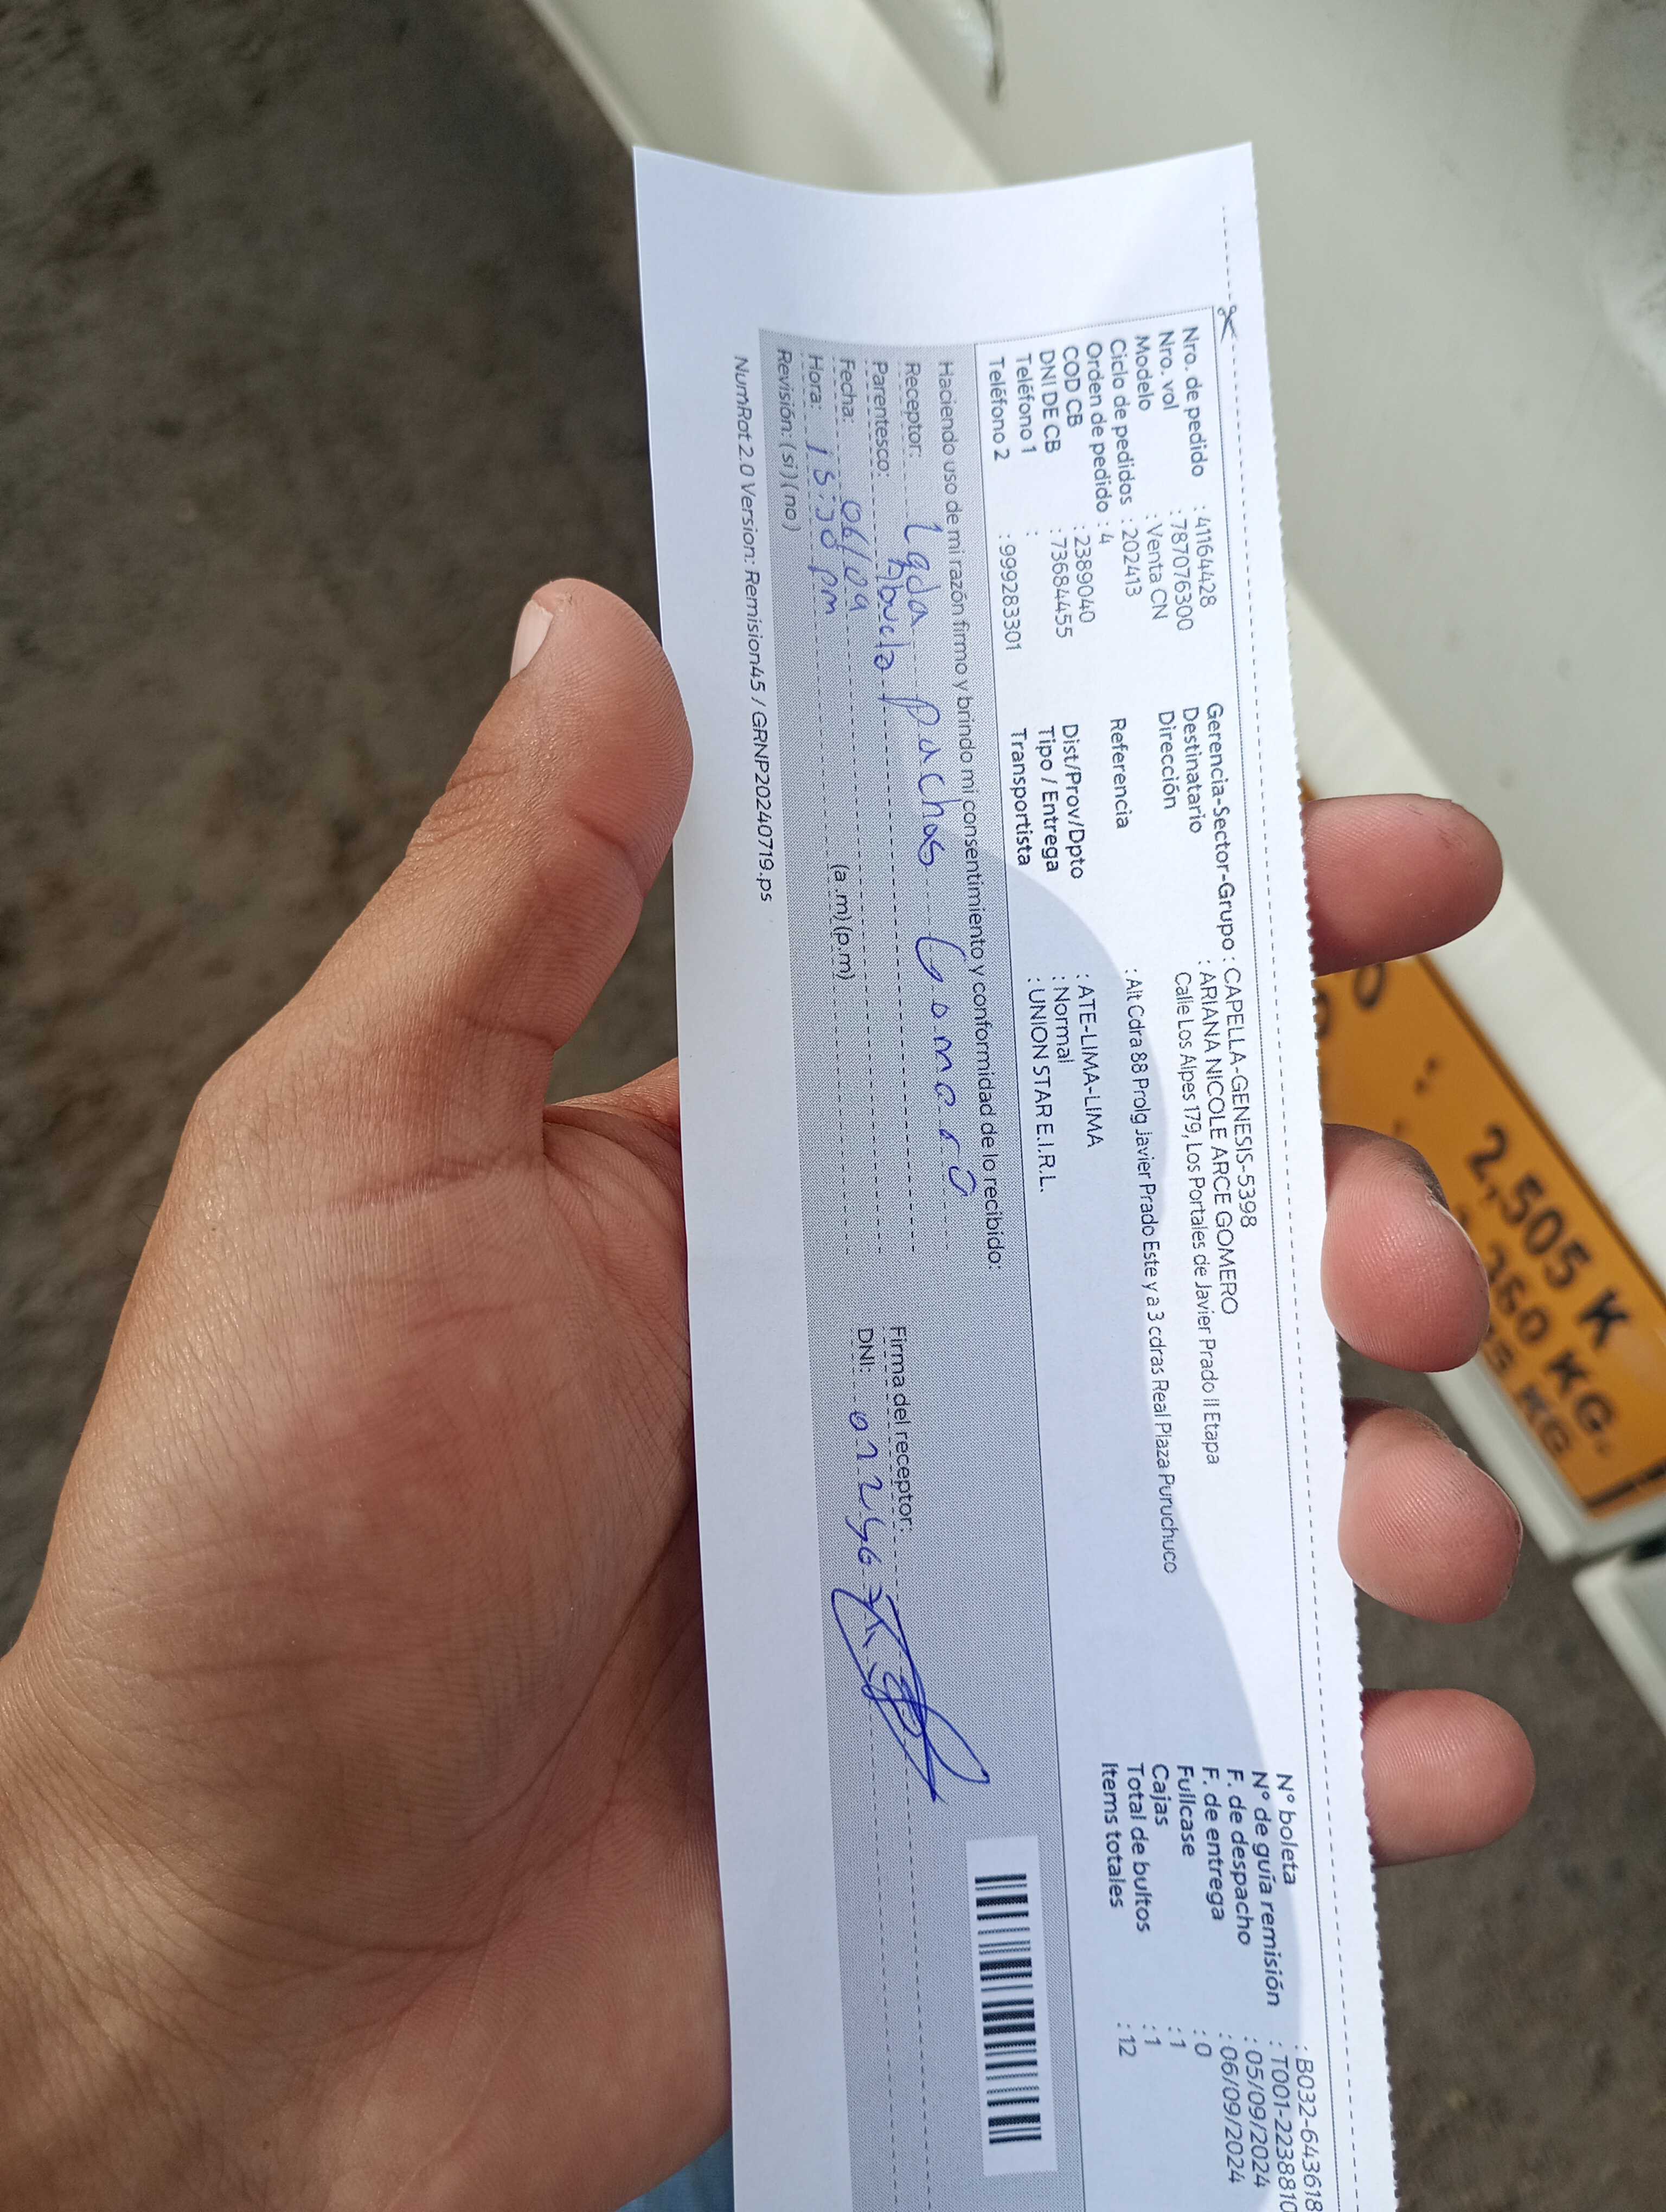 Nro. de pedido : 41164428
Nro. vol : 787076300
Modelo : Venta CN
Ciclo de pedidos : 202413
Orden de pedido : 4
COD CB : 2389040
DNI DE CB : 73684455
Teléfono 1 :
Teléfono 2 : 999283301
Gerencia-Sector-Grupo : CAPELLA-GENESIS-5398
Destinatario : ARIANA NICOLE ARCE GOMERO
Dirección Calle Los Alpes 179, Los Portales de Javier Prado II Etapa
Referencia : Alt Cdra 88 Prolg Javier Prado Este y a 3 cdras Real Plaza Puruchuco
Dist/Prov/Dpto : ATE-LIMA-LIMA
Tipo / Entrega : Normal
Transportista : UNION STAR E.I.R.L.
N° boleta : B032-643618
N° de guía remisión : T001-2238810
F. de despacho : 05/09/2024
F. de entrega : 06/09/2024
Fullcase : 0
Cajas : 1
Total de bultos : 1
Items totales : 12
Haciendo uso de mi razón firmo y brindo mi consentimiento y conformidad de lo recibido:
Receptor: Pachas Gomero
Parentesco: Abuela
Fecha: 06/09
Hora: pm (a.m) (p.m)
Revisión: (si) (no)
Firma del receptor:
DNI:
NumRot 2.0 Version: Remision45 / GRNP20240719.ps
2,505 K
360 KG.
KG